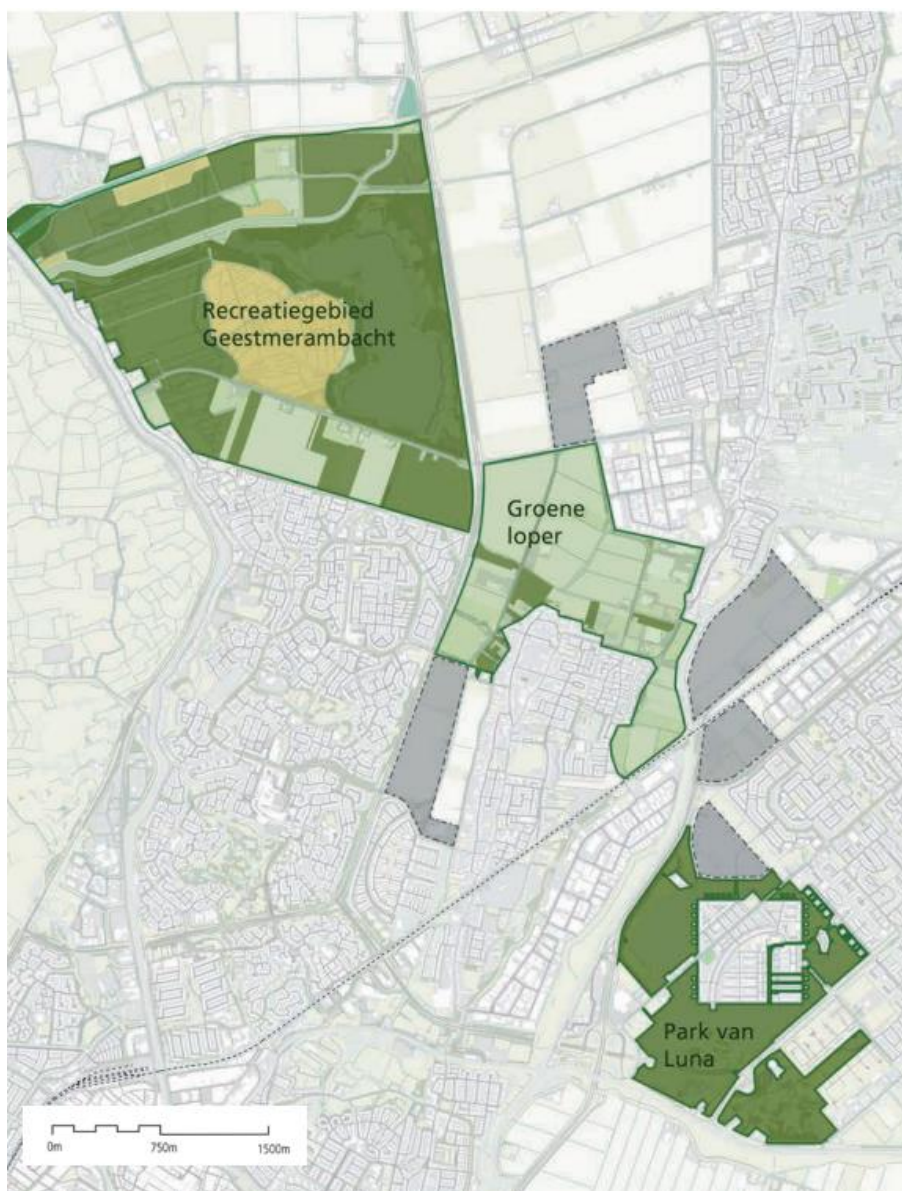 Recreatiegebied
Geestmerambacht
Groene
loper
Park van
Luna
0m 750m 1500m